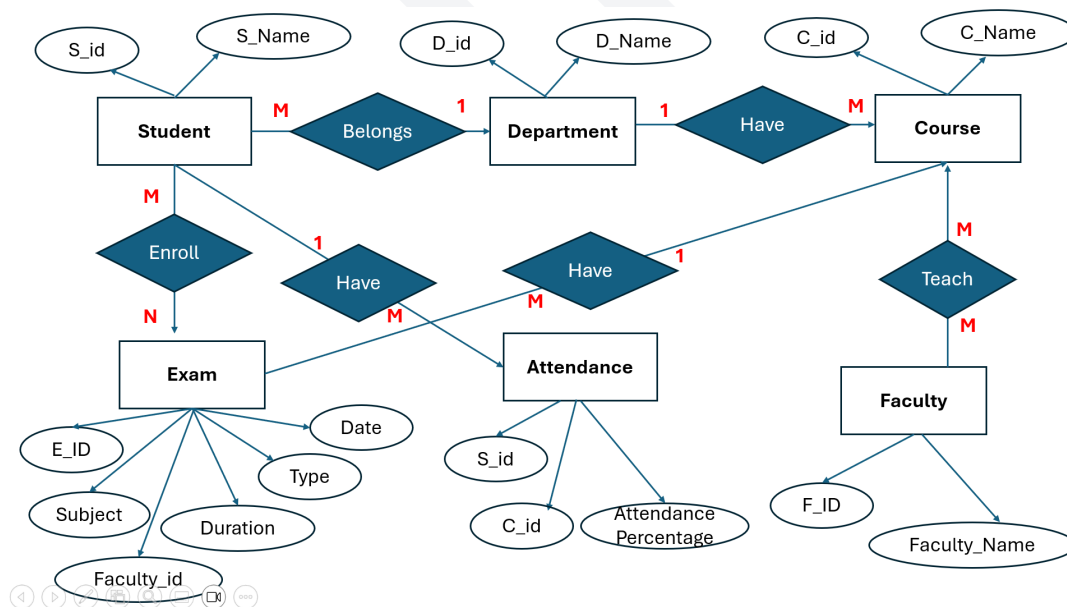 S_id
S_Name
D_id
D_Name
C_id
C_Name
Student
M
Belongs
1
Department
1
Have
M
Course
M
Enroll
N
1
Have
M
Have
1
M
M
Teach
M
Exam
Attendance
Faculty
E_ID
Subject
Faculty_id
Duration
Type
Date
S_id
C_id
Attendance
Percentage
F_ID
Faculty_Name